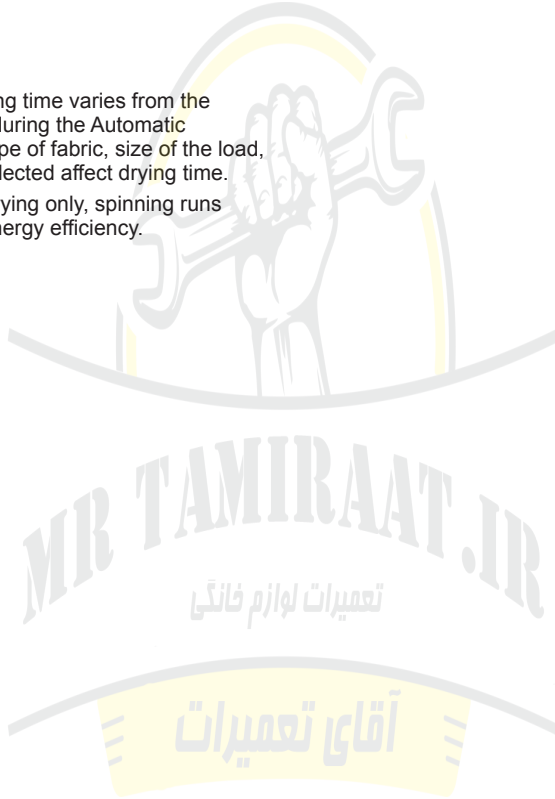 ng time varies from the
during the Automatic
pe of fabric, size of the load,
lected affect drying time.
rying only, spinning runs
nergy efficiency.
MR TAMIRAAT.IR
تعمیرات لوازم خانگی
آقای تعمیرات